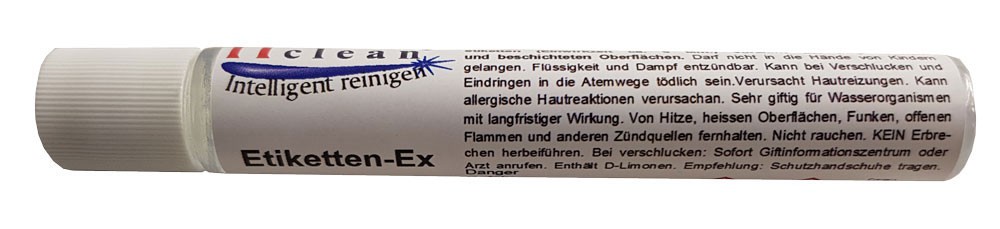 clean
Intelligent reinigen
Etiketten-Ex
und beschichteten Oberflächen. Darf nicht in die Hände von Kindern
gelangen. Flüssigkeit und Dampf entzündbar. Kann bei Verschlucken und
Eindringen in die Atemwege tödlich sein.Verursacht Hautreizungen. Kann
allergische Hautreaktionen verursachan. Sehr giftig für Wasserorganismen
mit langfristiger Wirkung. Von Hitze, heissen Oberflächen, Funken, offenen
Flammen und anderen Zündquellen fernhalten. Nicht rauchen. KEIN Erbre-
chen herbeiführen. Bei verschlucken: Sofort Giftinformationszentrum oder
Arzt anrufen. Enthält D-Limonen. Empfehlung: Schutzhandschuhe tragen.
Danger